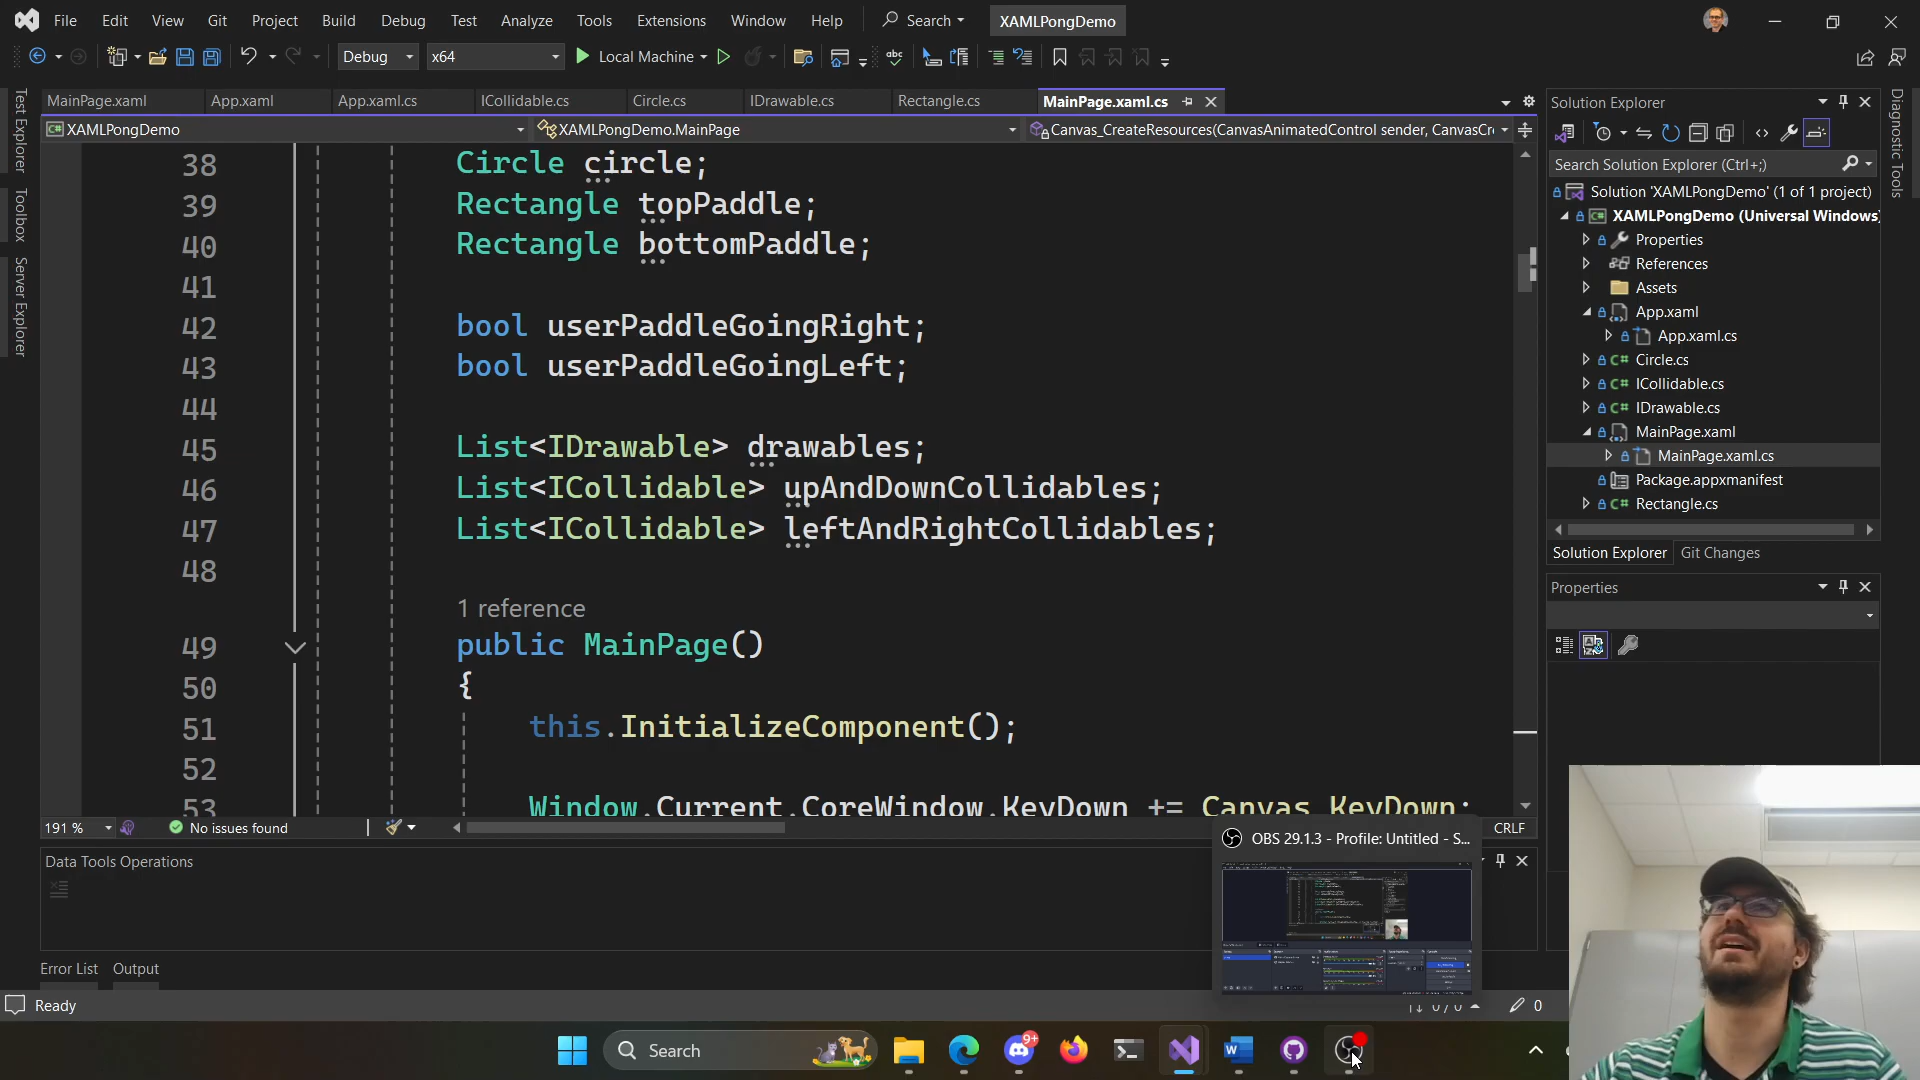 File Edit View Git Project Build Debug Test Analyze Tools Extensions Window Help Search XAMLPongDemo
Debug x64 Local Machine
MainPage.xaml App.xaml App.xaml.cs ICollidable.cs Circle.cs IDrawable.cs Rectangle.cs MainPage.xaml.cs
XAMLPongDemo XAMLPongDemo.MainPage Canvas_CreateResources(CanvasAnimatedControl sender, CanvasCr
Test Explorer
Toolbox
Server Explorer
38 Circle circle;
39 Rectangle topPaddle;
40 Rectangle bottomPaddle;
41
42 bool userPaddleGoingRight;
43 bool userPaddleGoingLeft;
44
45 List<IDrawable> drawables;
46 List<ICollidable> upAndDownCollidables;
47 List<ICollidable> leftAndRightCollidables;
48
1 reference
49 public MainPage()
50 {
51 this.InitializeComponent();
52
53 Window.Current.CoreWindow.KeyDown += Canvas_KeyDown;
191 % No issues found CRLF
OBS 29.1.3 - Profile: Untitled - S...
Data Tools Operations
Error List Output
Ready 0 / 0 0
Solution Explorer
Search Solution Explorer (Ctrl+;)
Solution 'XAMLPongDemo' (1 of 1 project)
XAMLPongDemo (Universal Windows)
Properties
References
Assets
App.xaml
App.xaml.cs
Circle.cs
ICollidable.cs
IDrawable.cs
MainPage.xaml
MainPage.xaml.cs
Package.appxmanifest
Rectangle.cs
Solution Explorer Git Changes
Properties
Diagnostic Tools
Search 9+